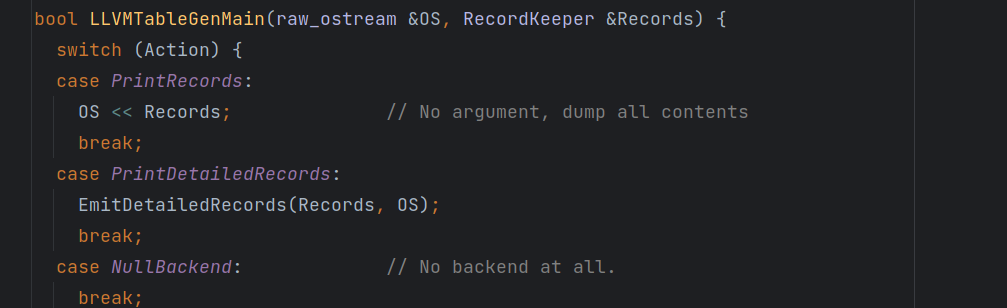 bool LLVMTableGenMain(raw_ostream &OS, RecordKeeper &Records) {
  switch (Action) {
  case PrintRecords:
    OS << Records;              // No argument, dump all contents
    break;
  case PrintDetailedRecords:
    EmitDetailedRecords(Records, OS);
    break;
  case NullBackend:             // No backend at all.
    break;